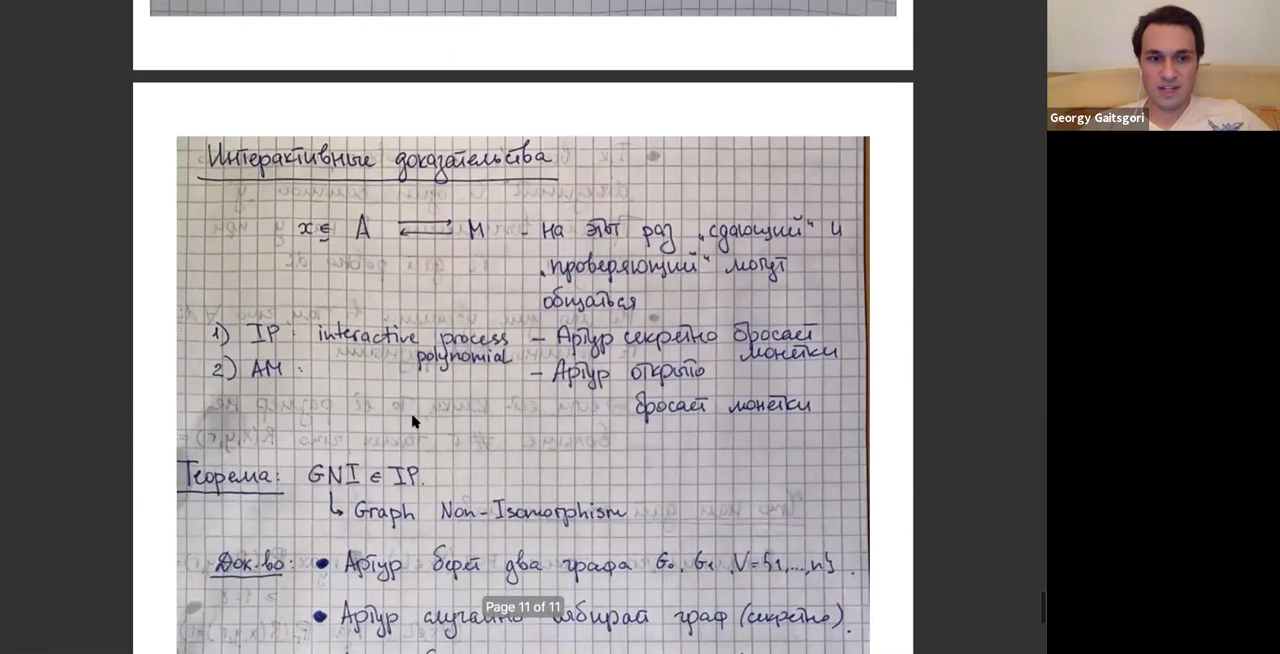 Интерактивные доказательства
x ∈ A ⇄ M - на этот раз „сдающий“ и
„проверяющий“ могут
общаться
1) IP: interactive process - Артур секретно бросает
polynomial монетки
2) AM: - Артур открыто
бросает монетки
Теорема: GNI ∈ IP.
↳ Graph Non-Isomorphism
Док-во: • Артур берет два графа G₀, G₁, V={1,...,n}.
• Артур случайно выбирай граф (секретно).
Page 11 of 11
Georgy Gaitsgori